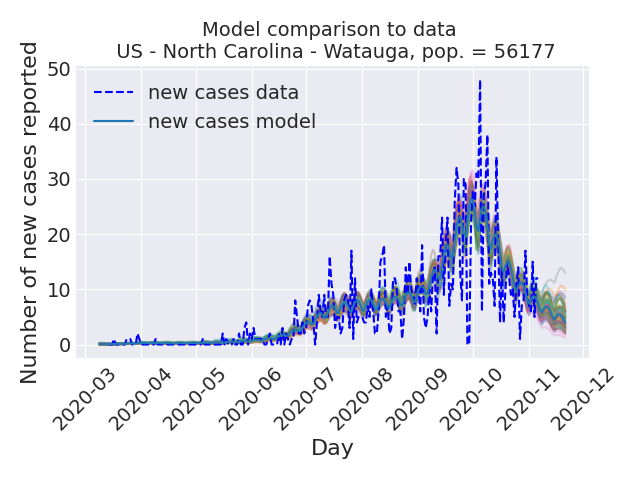 Model comparison to data
US - North Carolina - Watauga, pop. = 56177
Number of new cases reported
50
40
30
20
10
0
new cases data
new cases model
2020-03
2020-04
2020-05
2020-06
2020-07
2020-08
2020-09
2020-10
2020-11
2020-12
Day